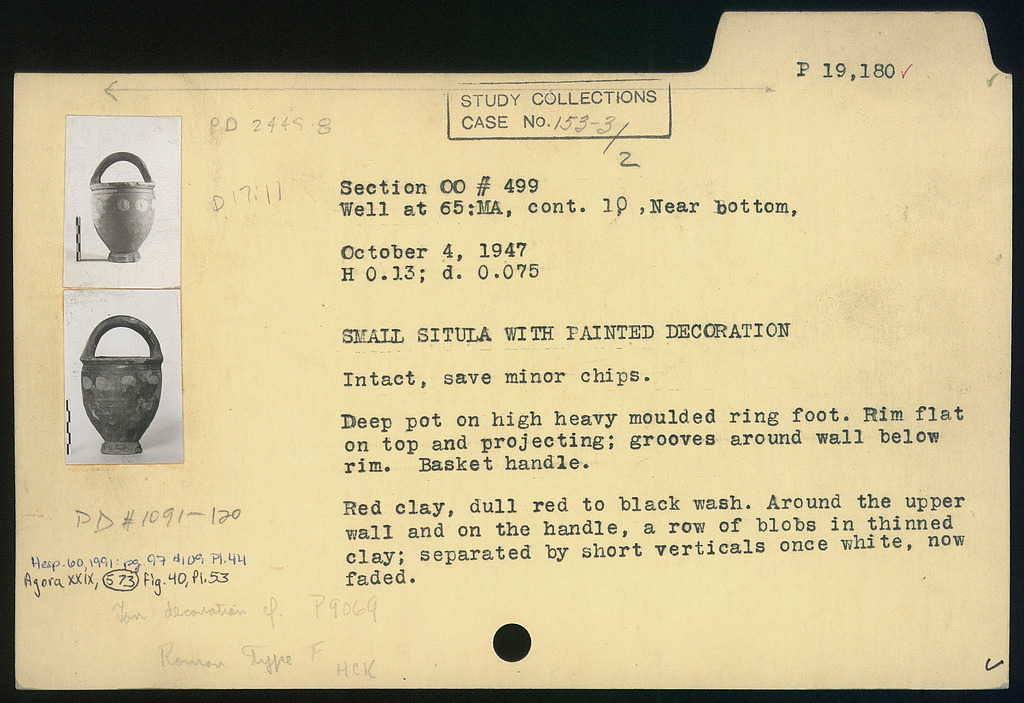 P 19,180 ✓
STUDY COLLECTIONS
CASE No. 153-3/2
PD 2445-8
D 17:11
Section OO # 499
Well at 65:MA, cont. 10 ,Near bottom,
October 4, 1947
H 0.13; d. 0.075
SMALL SITULA WITH PAINTED DECORATION
Intact, save minor chips.
Deep pot on high heavy moulded ring foot. Rim flat
on top and projecting; grooves around wall below
rim. Basket handle.
Red clay, dull red to black wash. Around the upper
wall and on the handle, a row of blobs in thinned
clay; separated by short verticals once white, now
faded.
PD #1091-120
Hesp. 60, 1991: pg. 97 #109 Pl. 44
Agora XXIX, 573, Fig. 40, Pl. 53
For decoration cf. P9069
Roman Type F
HCK